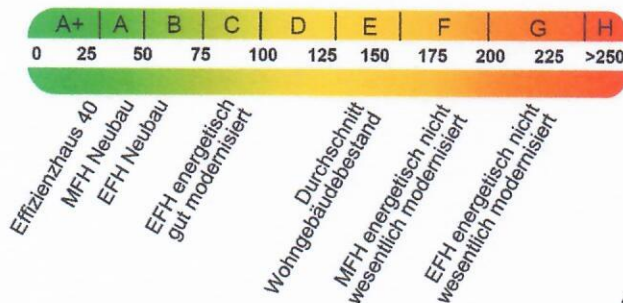 A+ A B C D E F G H
0 25 50 75 100 125 150 175 200 225 >250
Effizienzhaus 40
MFH Neubau
EFH Neubau
EFH energetisch
gut modernisiert
Durchschnitt
Wohngebäudebestand
MFH energetisch nicht
wesentlich modernisiert
EFH energetisch nicht
wesentlich modernisiert